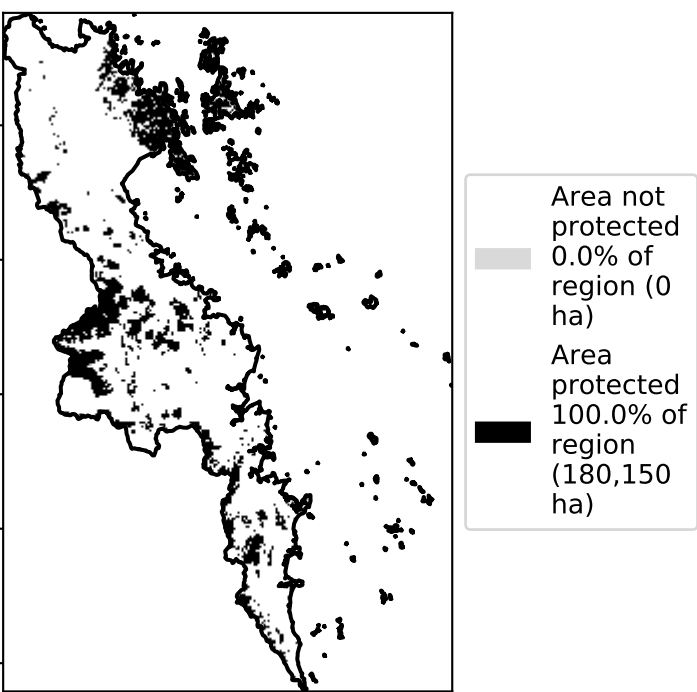 Area not
protected
0.0% of
region (0
ha)
Area
protected
100.0% of
region
(180,150
ha)